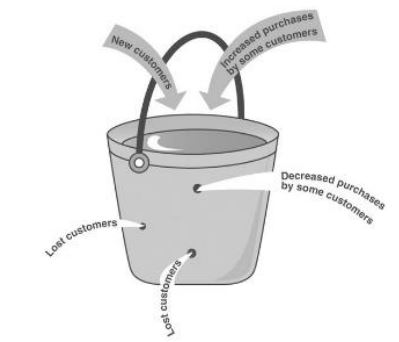 New customers
Increased purchases
by some customers
Decreased purchases
by some customers
Lost customers
Lost customers